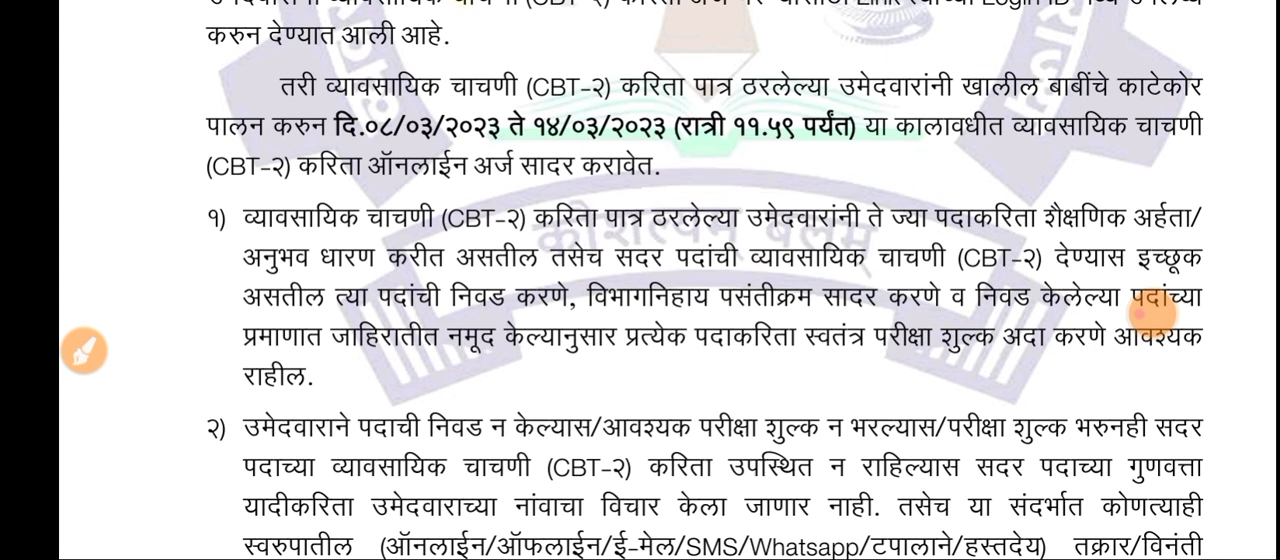 करुन देण्यात आली आहे.
तरी व्यावसायिक चाचणी (CBT-२) करिता पात्र ठरलेल्या उमेदवारांनी खालील बाबींचे काटेकोर
पालन करुन दि.०८/०३/२०२३ ते १४/०३/२०२३ (रात्री ११.५९ पर्यंत) या कालावधीत व्यावसायिक चाचणी
(CBT-२) करिता ऑनलाईन अर्ज सादर करावेत.
१) व्यावसायिक चाचणी (CBT-२) करिता पात्र ठरलेल्या उमेदवारांनी ते ज्या पदाकरिता शैक्षणिक अर्हता/
अनुभव धारण करीत असतील तसेच सदर पदांची व्यावसायिक चाचणी (CBT-२) देण्यास इच्छूक
असतील त्या पदांची निवड करणे, विभागनिहाय पसंतीक्रम सादर करणे व निवड केलेल्या पदांच्या
प्रमाणात जाहिरातीत नमूद केल्यानुसार प्रत्येक पदाकरिता स्वतंत्र परीक्षा शुल्क अदा करणे आवश्यक
राहील.
२) उमेदवाराने पदाची निवड न केल्यास/आवश्यक परीक्षा शुल्क न भरल्यास/परीक्षा शुल्क भरुनही सदर
पदाच्या व्यावसायिक चाचणी (CBT-२) करिता उपस्थित न राहिल्यास सदर पदाच्या गुणवत्ता
यादीकरिता उमेदवाराच्या नांवाचा विचार केला जाणार नाही. तसेच या संदर्भात कोणत्याही
स्वरुपातील (ऑनलाईन/ऑफलाईन/ई-मेल/SMS/Whatsapp/टपालाने/हस्तदेय) तक्रार/विनंती